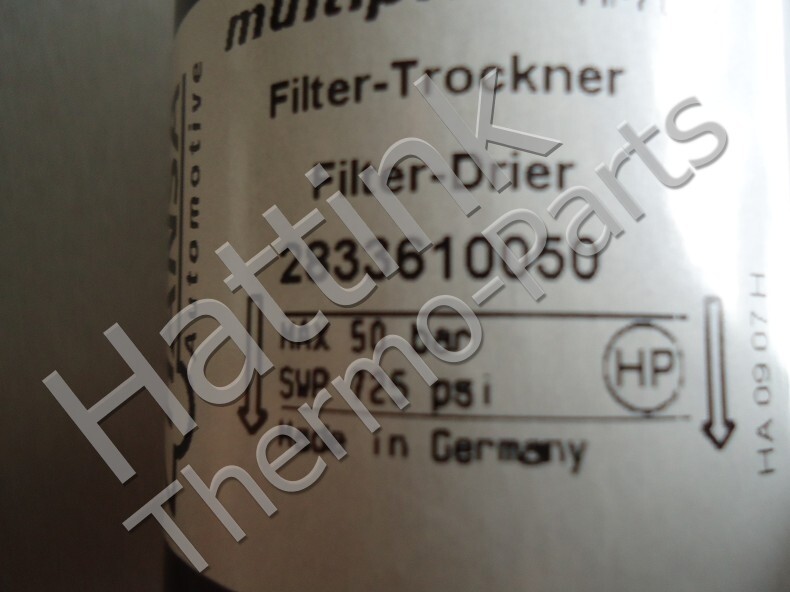 Filter-Trockner
Filter-Drier
2833610050
MAX 50 bar
SWP 725 psi
HP
Made in Germany
Automotive
HA 09 07 H
Hattink
Thermo-Parts